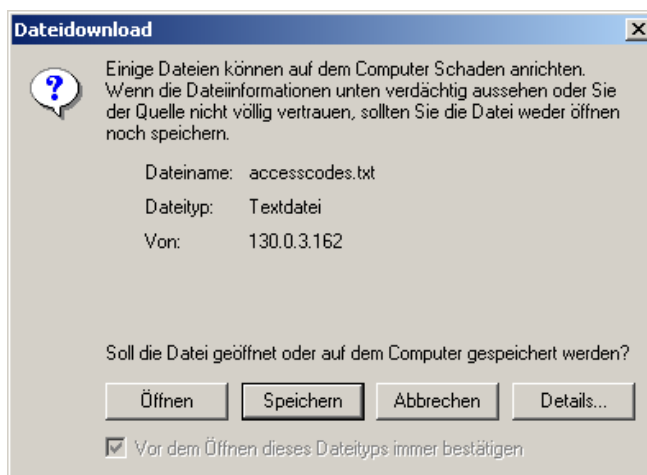 Dateidownload
Einige Dateien können auf dem Computer Schaden anrichten.
Wenn die Dateiinformationen unten verdächtig aussehen oder Sie
der Quelle nicht völlig vertrauen, sollten Sie die Datei weder öffnen
noch speichern.
Dateiname: accesscodes.txt
Dateityp: Textdatei
Von: 130.0.3.162
Soll die Datei geöffnet oder auf dem Computer gespeichert werden?
Öffnen Speichern Abbrechen Details...
Vor dem Öffnen dieses Dateityps immer bestätigen